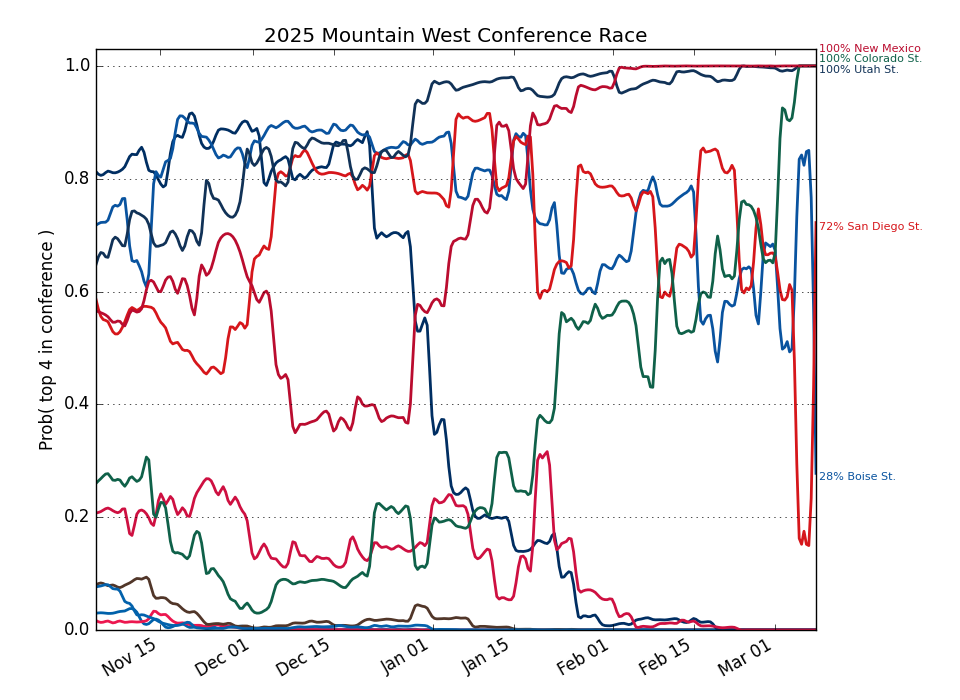 2025 Mountain West Conference Race
100% New Mexico
100% Colorado St.
100% Utah St.
72% San Diego St.
28% Boise St.
Prob( top 4 in conference )
1.0
0.8
0.6
0.4
0.2
0.0
Nov 15
Dec 01
Dec 15
Jan 01
Jan 15
Feb 01
Feb 15
Mar 01